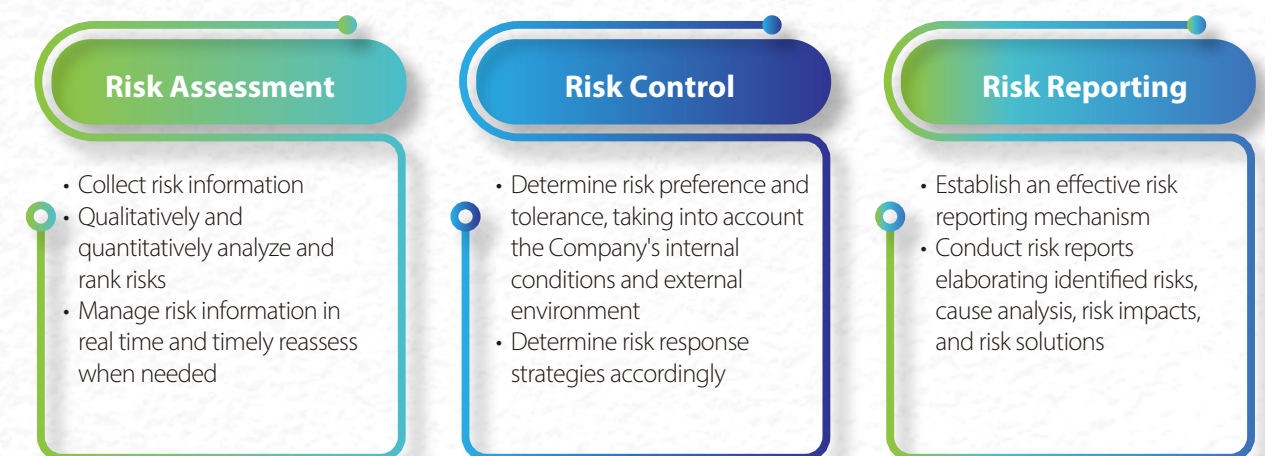 Risk Assessment
• Collect risk information
• Qualitatively and
quantitatively analyze and
rank risks
• Manage risk information in
real time and timely reassess
when needed
Risk Control
• Determine risk preference and
tolerance, taking into account
the Company's internal
conditions and external
environment
• Determine risk response
strategies accordingly
Risk Reporting
• Establish an effective risk
reporting mechanism
• Conduct risk reports
elaborating identified risks,
cause analysis, risk impacts,
and risk solutions